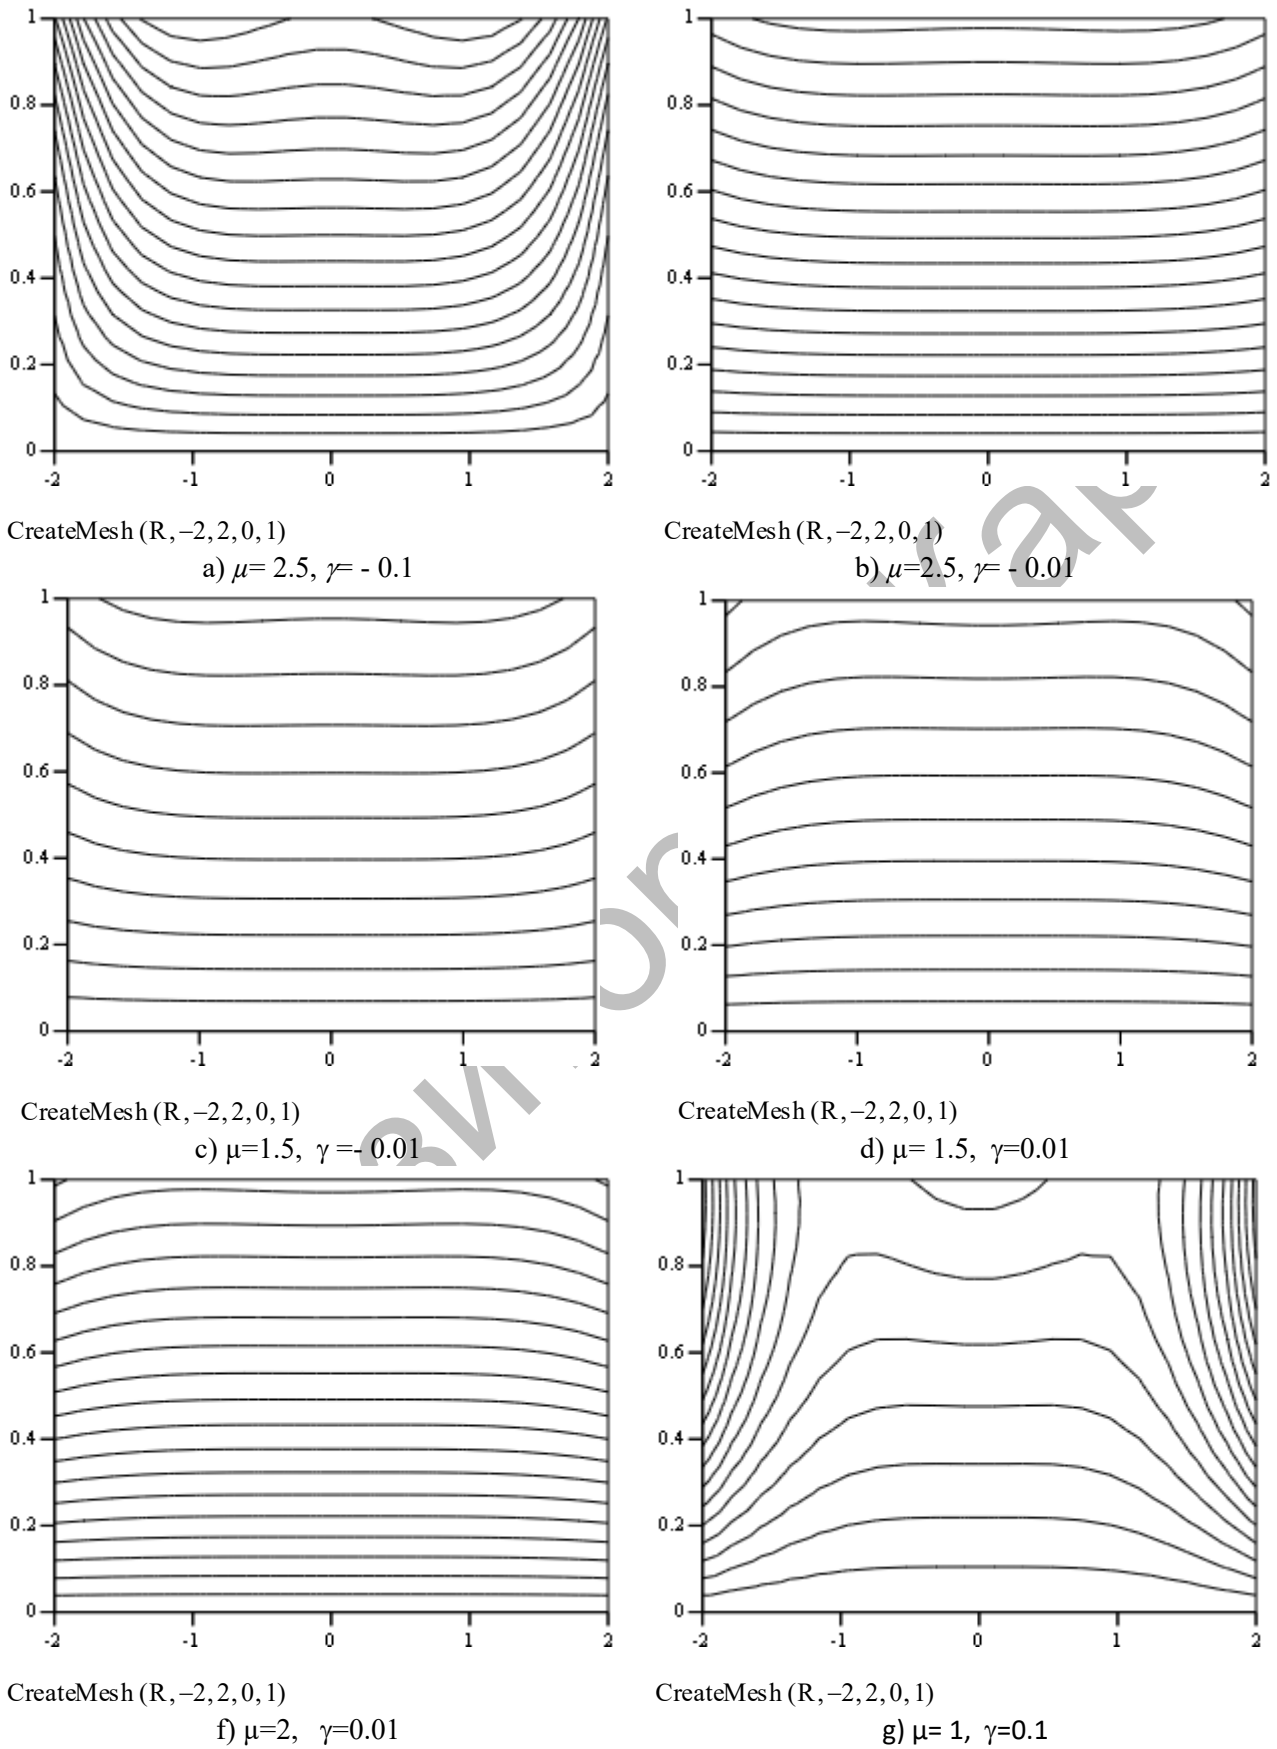 1
1
0.8
0.8
0.6
0.6
0.4
0.4
0.2
0.2
0
0
-2 -1 0 1 2
-2 -1 0 1 2
CreateMesh (R, −2, 2, 0, 1)
CreateMesh (R, −2, 2, 0, 1)
a) μ= 2.5, γ= - 0.1
b) μ=2.5, γ= - 0.01
1
1
0.8
0.8
0.6
0.6
0.4
0.4
0.2
0.2
0
0
-2 -1 0 1 2
-2 -1 0 1 2
CreateMesh (R, −2, 2, 0, 1)
CreateMesh (R, −2, 2, 0, 1)
c) μ=1.5, γ =- 0.01
d) μ= 1.5, γ=0.01
1
1
0.8
0.8
0.6
0.6
0.4
0.4
0.2
0.2
0
0
-2 -1 0 1 2
-2 -1 0 1 2
CreateMesh (R, −2, 2, 0, 1)
CreateMesh (R, −2, 2, 0, 1)
f) μ=2, γ=0.01
g) μ= 1, γ=0.1